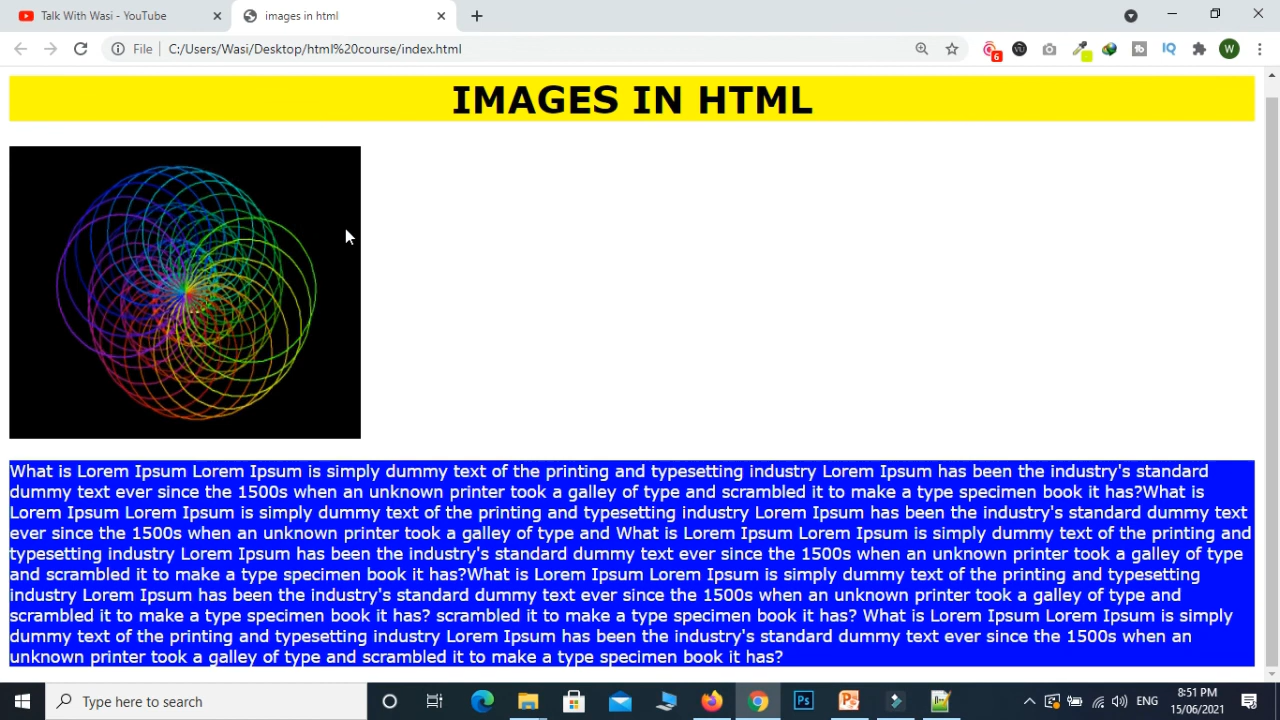 Talk With Wasi - YouTube
images in html
File
C:/Users/Wasi/Desktop/html%20course/index.html
6
IQ
W
IMAGES IN HTML
What is Lorem Ipsum Lorem Ipsum is simply dummy text of the printing and typesetting industry Lorem Ipsum has been the industry's standard
dummy text ever since the 1500s when an unknown printer took a galley of type and scrambled it to make a type specimen book it has?What is
Lorem Ipsum Lorem Ipsum is simply dummy text of the printing and typesetting industry Lorem Ipsum has been the industry's standard dummy text
ever since the 1500s when an unknown printer took a galley of type and What is Lorem Ipsum Lorem Ipsum is simply dummy text of the printing and
typesetting industry Lorem Ipsum has been the industry's standard dummy text ever since the 1500s when an unknown printer took a galley of type
and scrambled it to make a type specimen book it has?What is Lorem Ipsum Lorem Ipsum is simply dummy text of the printing and typesetting
industry Lorem Ipsum has been the industry's standard dummy text ever since the 1500s when an unknown printer took a galley of type and
scrambled it to make a type specimen book it has? scrambled it to make a type specimen book it has? What is Lorem Ipsum Lorem Ipsum is simply
dummy text of the printing and typesetting industry Lorem Ipsum has been the industry's standard dummy text ever since the 1500s when an
unknown printer took a galley of type and scrambled it to make a type specimen book it has?
Type here to search
Ps
ENG
8:51 PM
15/06/2021